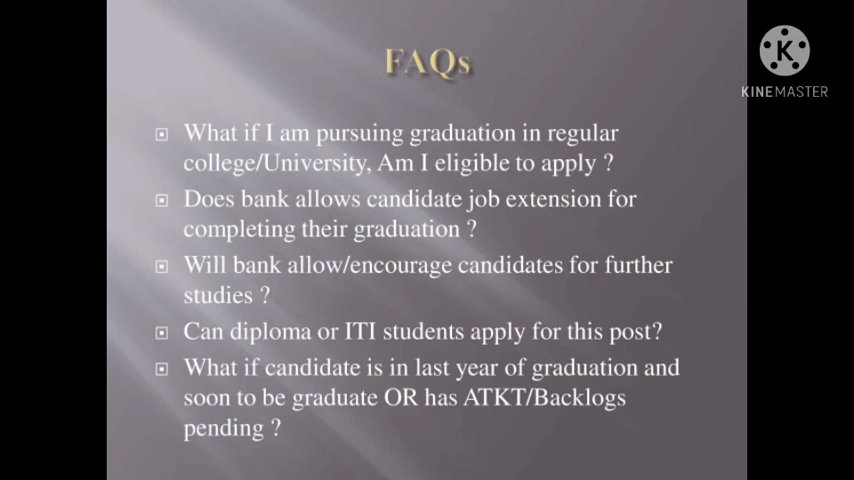 FAQs
K
KINEMASTER
What if I am pursuing graduation in regular
college/University, Am I eligible to apply ?
Does bank allows candidate job extension for
completing their graduation ?
Will bank allow/encourage candidates for further
studies ?
Can diploma or ITI students apply for this post?
What if candidate is in last year of graduation and
soon to be graduate OR has ATKT/Backlogs
pending ?